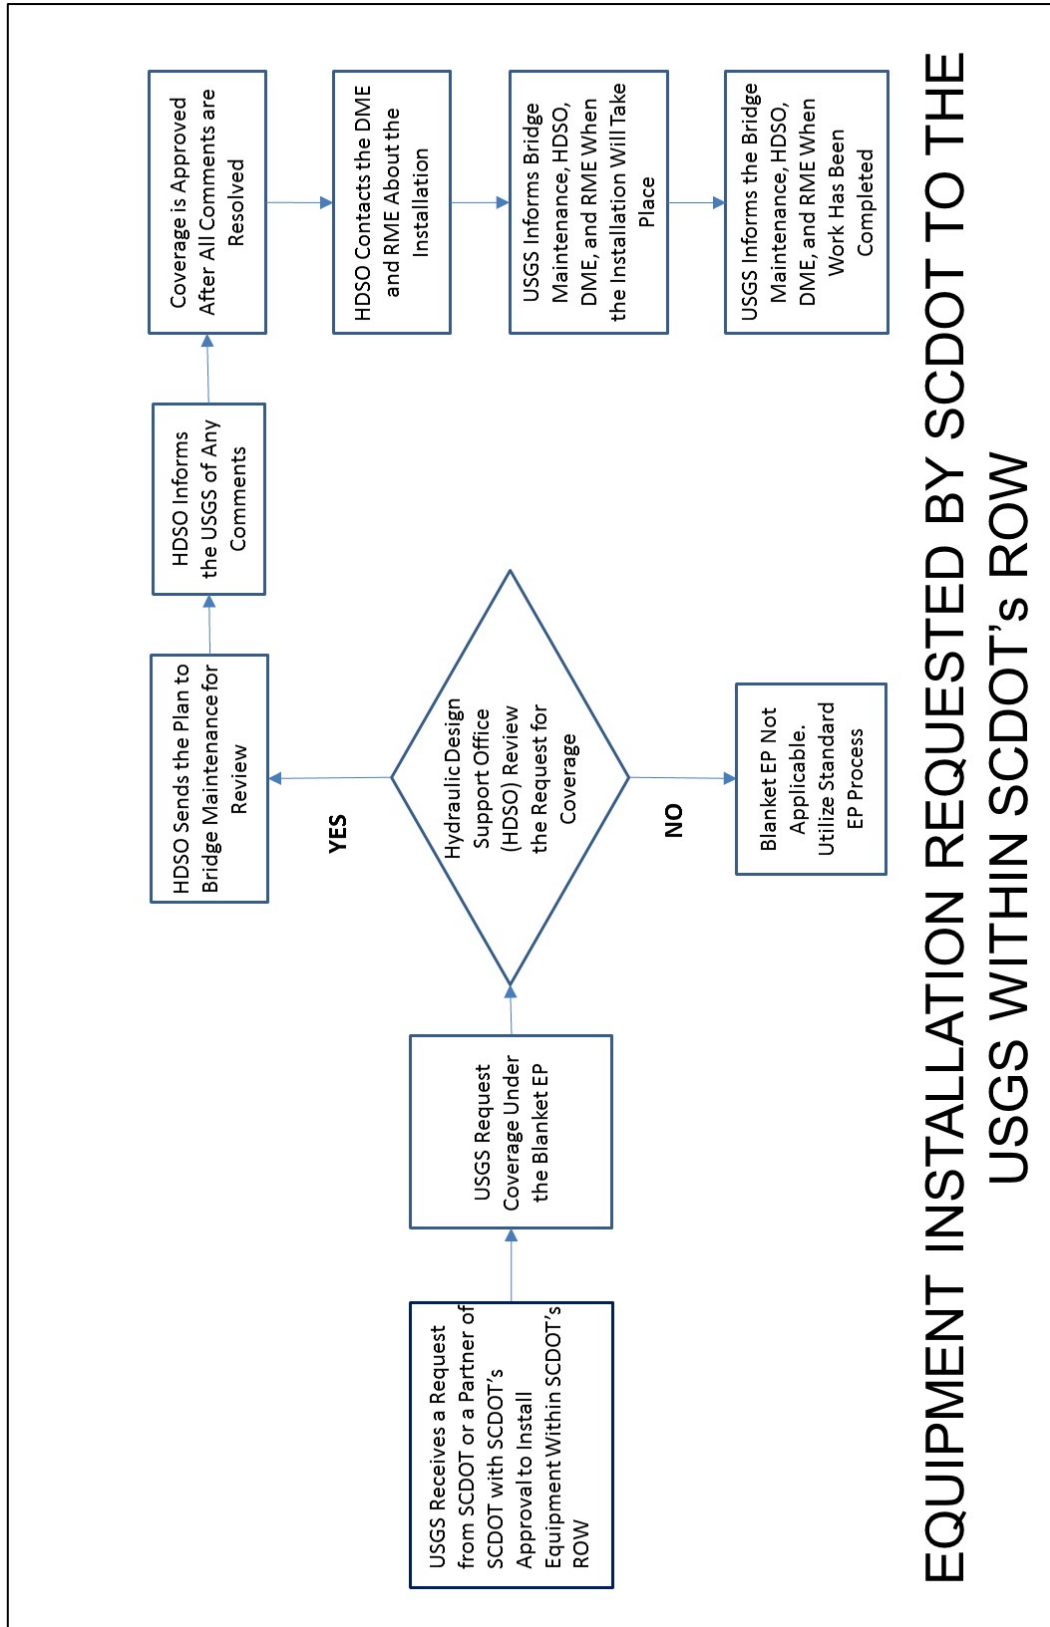 USGS Receives a Request
from SCDOT or a Partner of
SCDOT with SCDOT's
Approval to Install
Equipment Within SCDOT's
ROW
USGS Request
Coverage Under
the Blanket EP
Hydraulic Design
Support Office
(HDSO) Review
the Request for
Coverage
YES
HDSO Sends the Plan to
Bridge Maintenance for
Review
HDSO Informs
the USGS of Any
Comments
Coverage is Approved
After All Comments are
Resolved
HDSO Contacts the DME
and RME About the
Installation
USGS Informs Bridge
Maintenance, HDSO,
DME, and RME When
the Installation Will Take
Place
USGS Informs the Bridge
Maintenance, HDSO,
DME, and RME When
Work Has Been
Completed
NO
Blanket EP Not
Applicable.
Utilize Standard
EP Process
EQUIPMENT INSTALLATION REQUESTED BY SCDOT TO THE
USGS WITHIN SCDOT's ROW